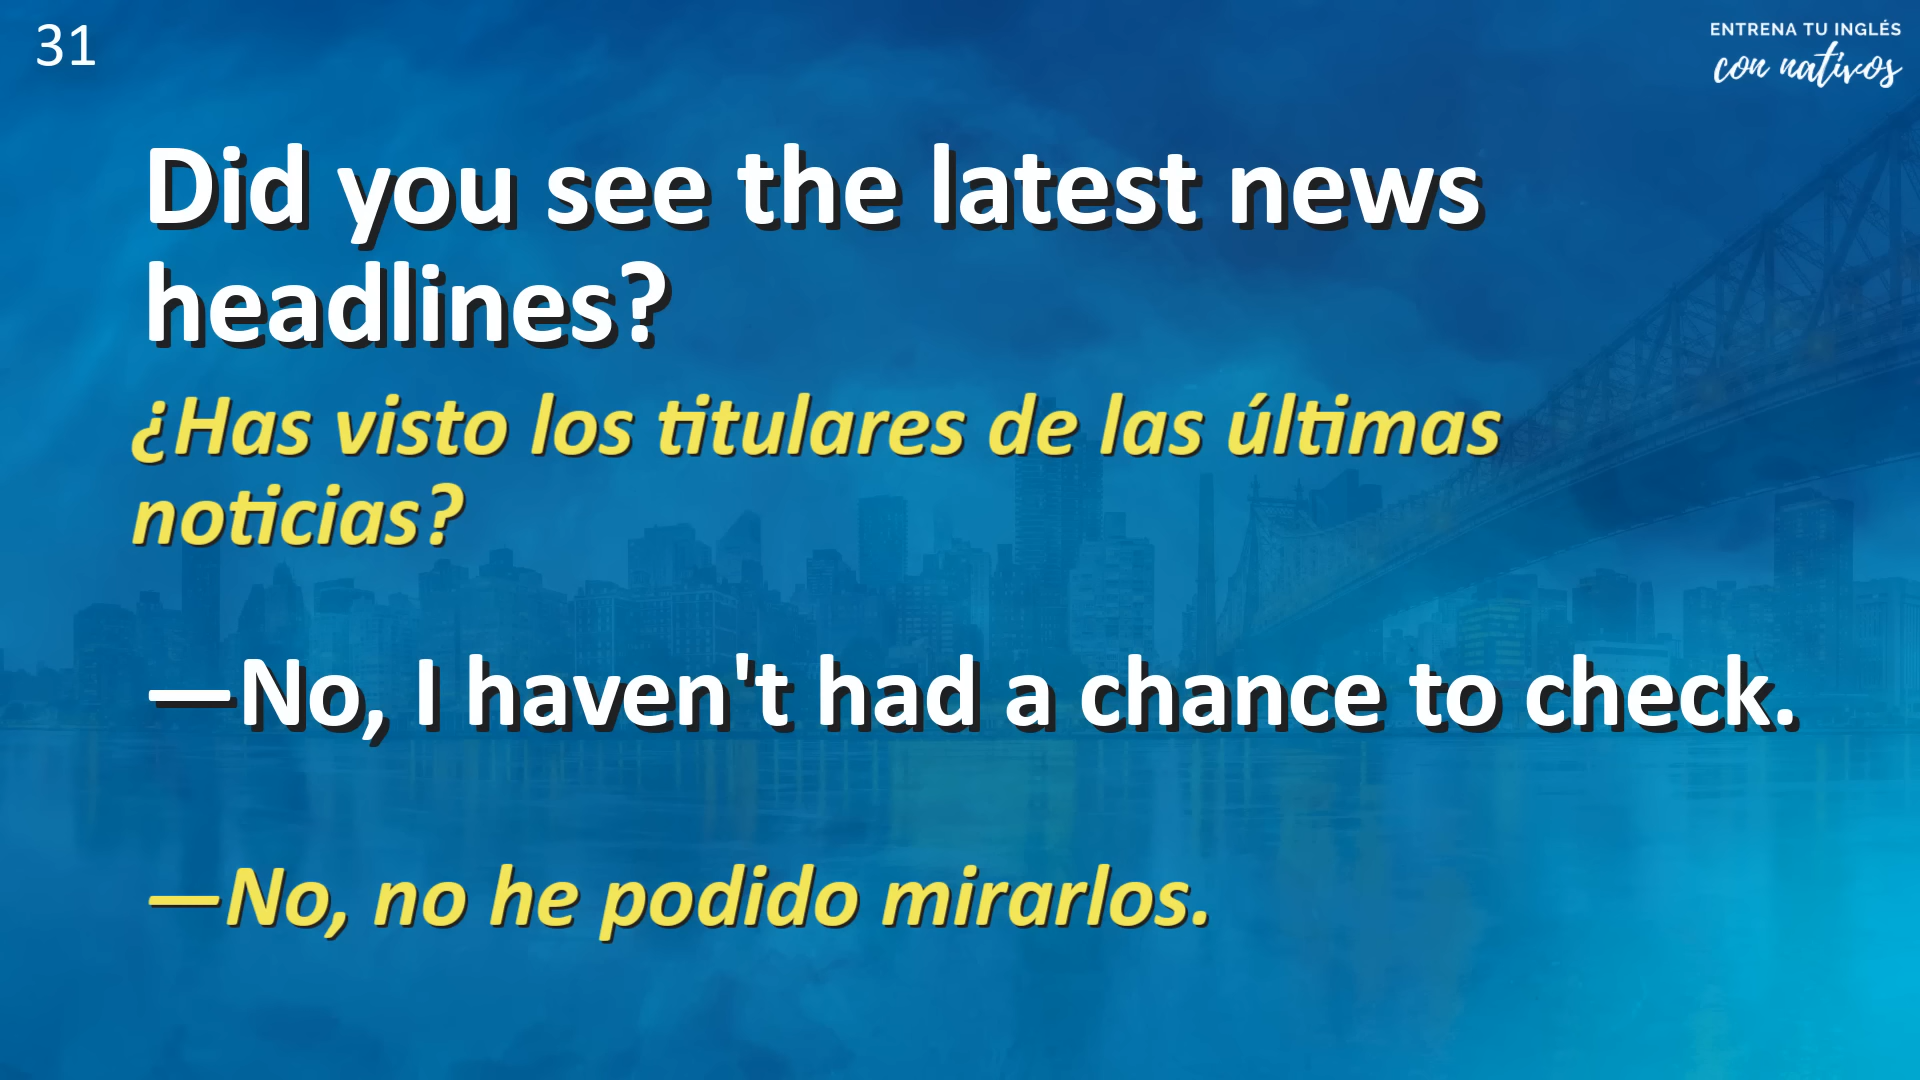 31
ENTRENA TU INGLÉS
con nativos
Did you see the latest news
headlines?
¿Has visto los titulares de las últimas
noticias?
—No, I haven't had a chance to check.
—No, no he podido mirarlos.